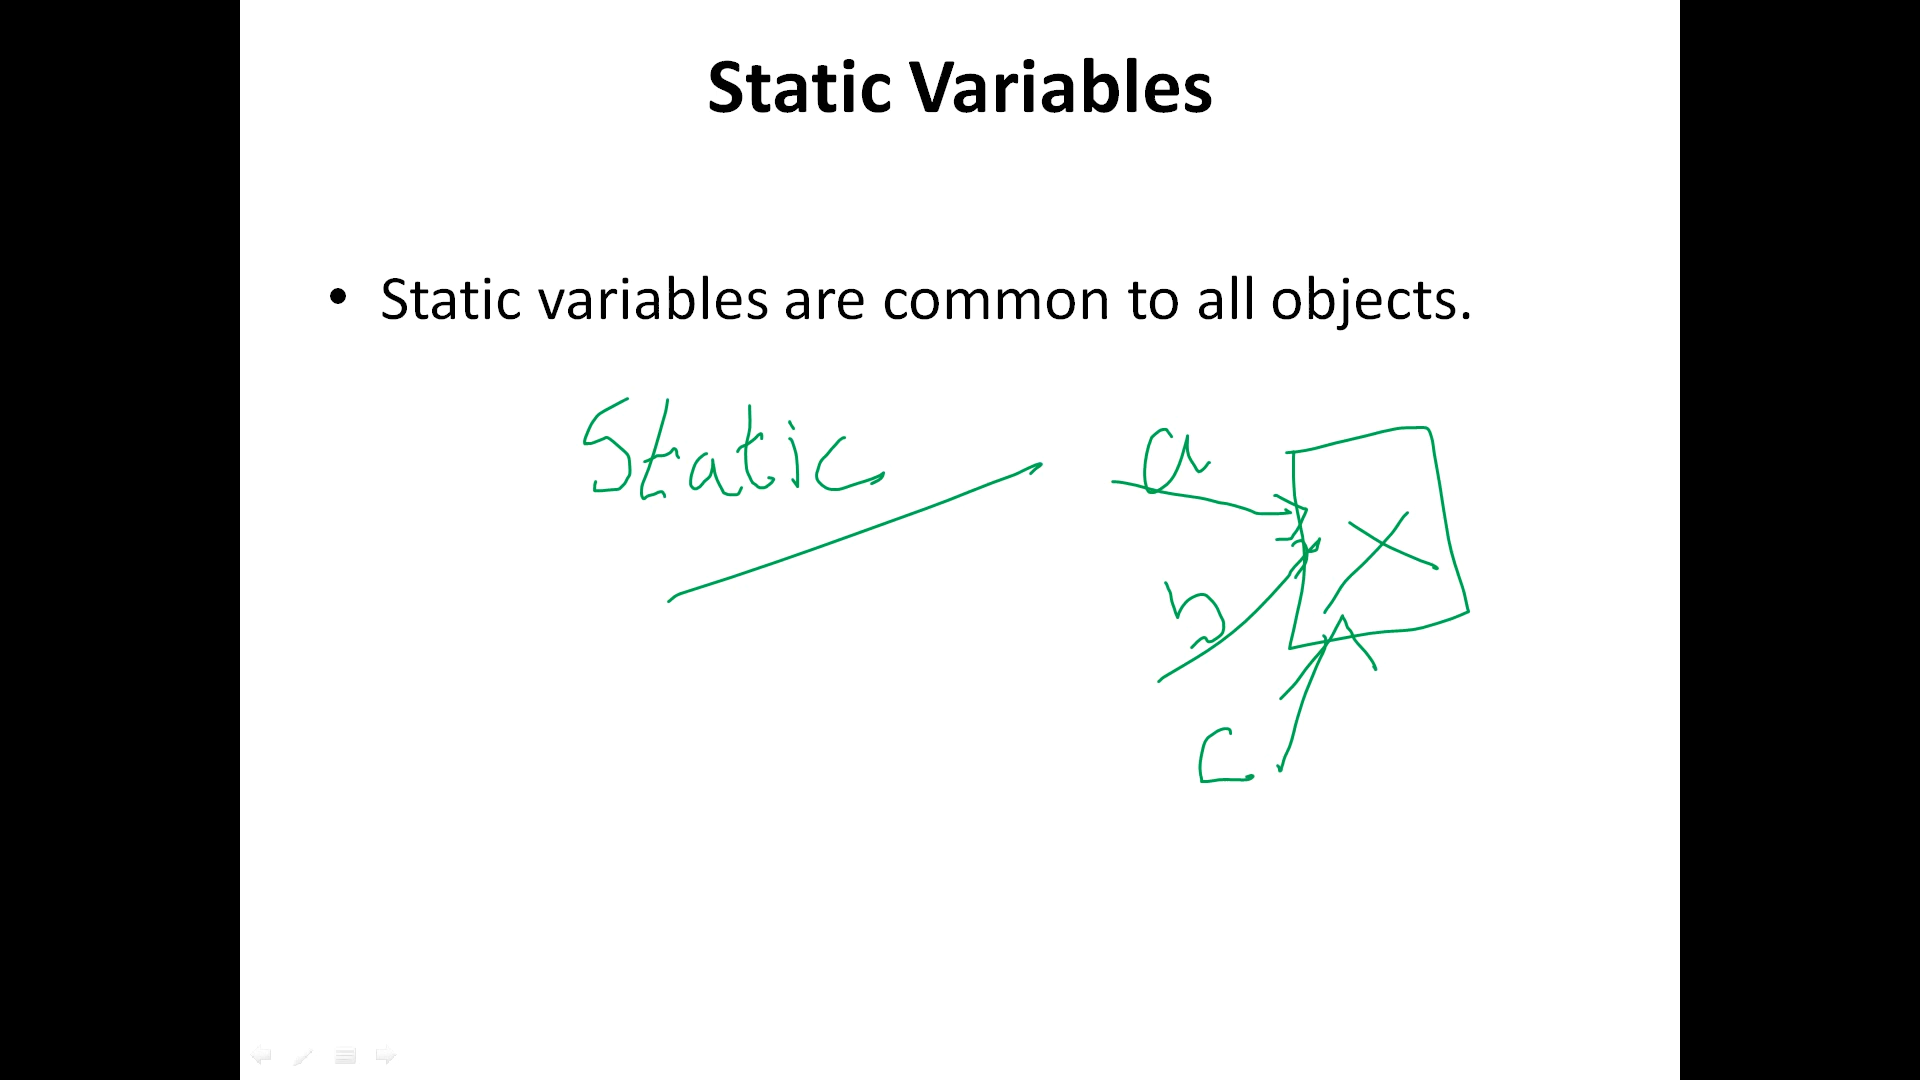 Static Variables
• Static variables are common to all objects.
Static
a
X
b
C